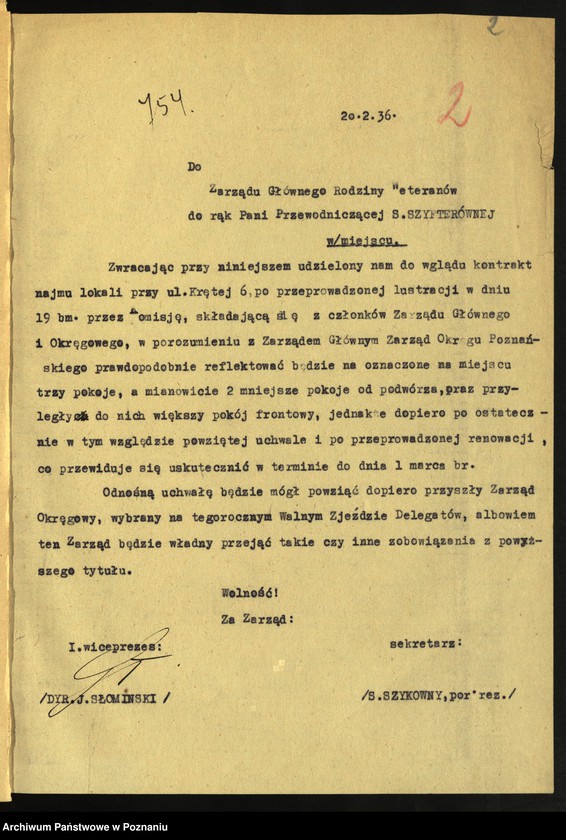 2
754.
20.2.36.
2
Do
Zarządu Głównego Rodziny Weteranów
do rąk Pani Przewodniczącej S.SZYFTERÓWNEJ
w/miejscu.
Zwracając przy niniejszem udzielony nam do wglądu kontrakt
najmu lokali przy ul.Krętej 6,po przeprowadzonej lustracji w dniu
19 bm. przez Komisję, składającą się z członków Zarządu Głównego
i Okręgowego, w porozumieniu z Zarządem Głównym Zarząd Okręgu Poznań-
skiego prawdopodobnie reflektować będzie na oznaczone na miejscu
trzy pokoje, a mianowicie 2 mniejsze pokoje od podwórza,oraz przy-
ległych do nich większy pokój frontowy, jednakże dopiero po ostatecz -
nie w tym względzie powziętej uchwale i po przeprowadzonej renowacji ,
co przewiduje się uskutecznić w terminie do dnia 1 marca br.
Odnośną uchwałę będzie mógł powziąć dopiero przyszły Zarząd
Okręgowy, wybrany na tegorocznym Walnym Zjeździe Delegatów, albowiem
ten Zarząd będzie władny przejąć takie czy inne zobowiązania z powyż-
szego tytułu.
Wolność!
Za Zarząd:
I.wiceprezes: sekretarz:
/DYR.J.SŁOMIŃSKI / /S.SZYKOWNY,por.rez./
Archiwum Państwowe w Poznaniu